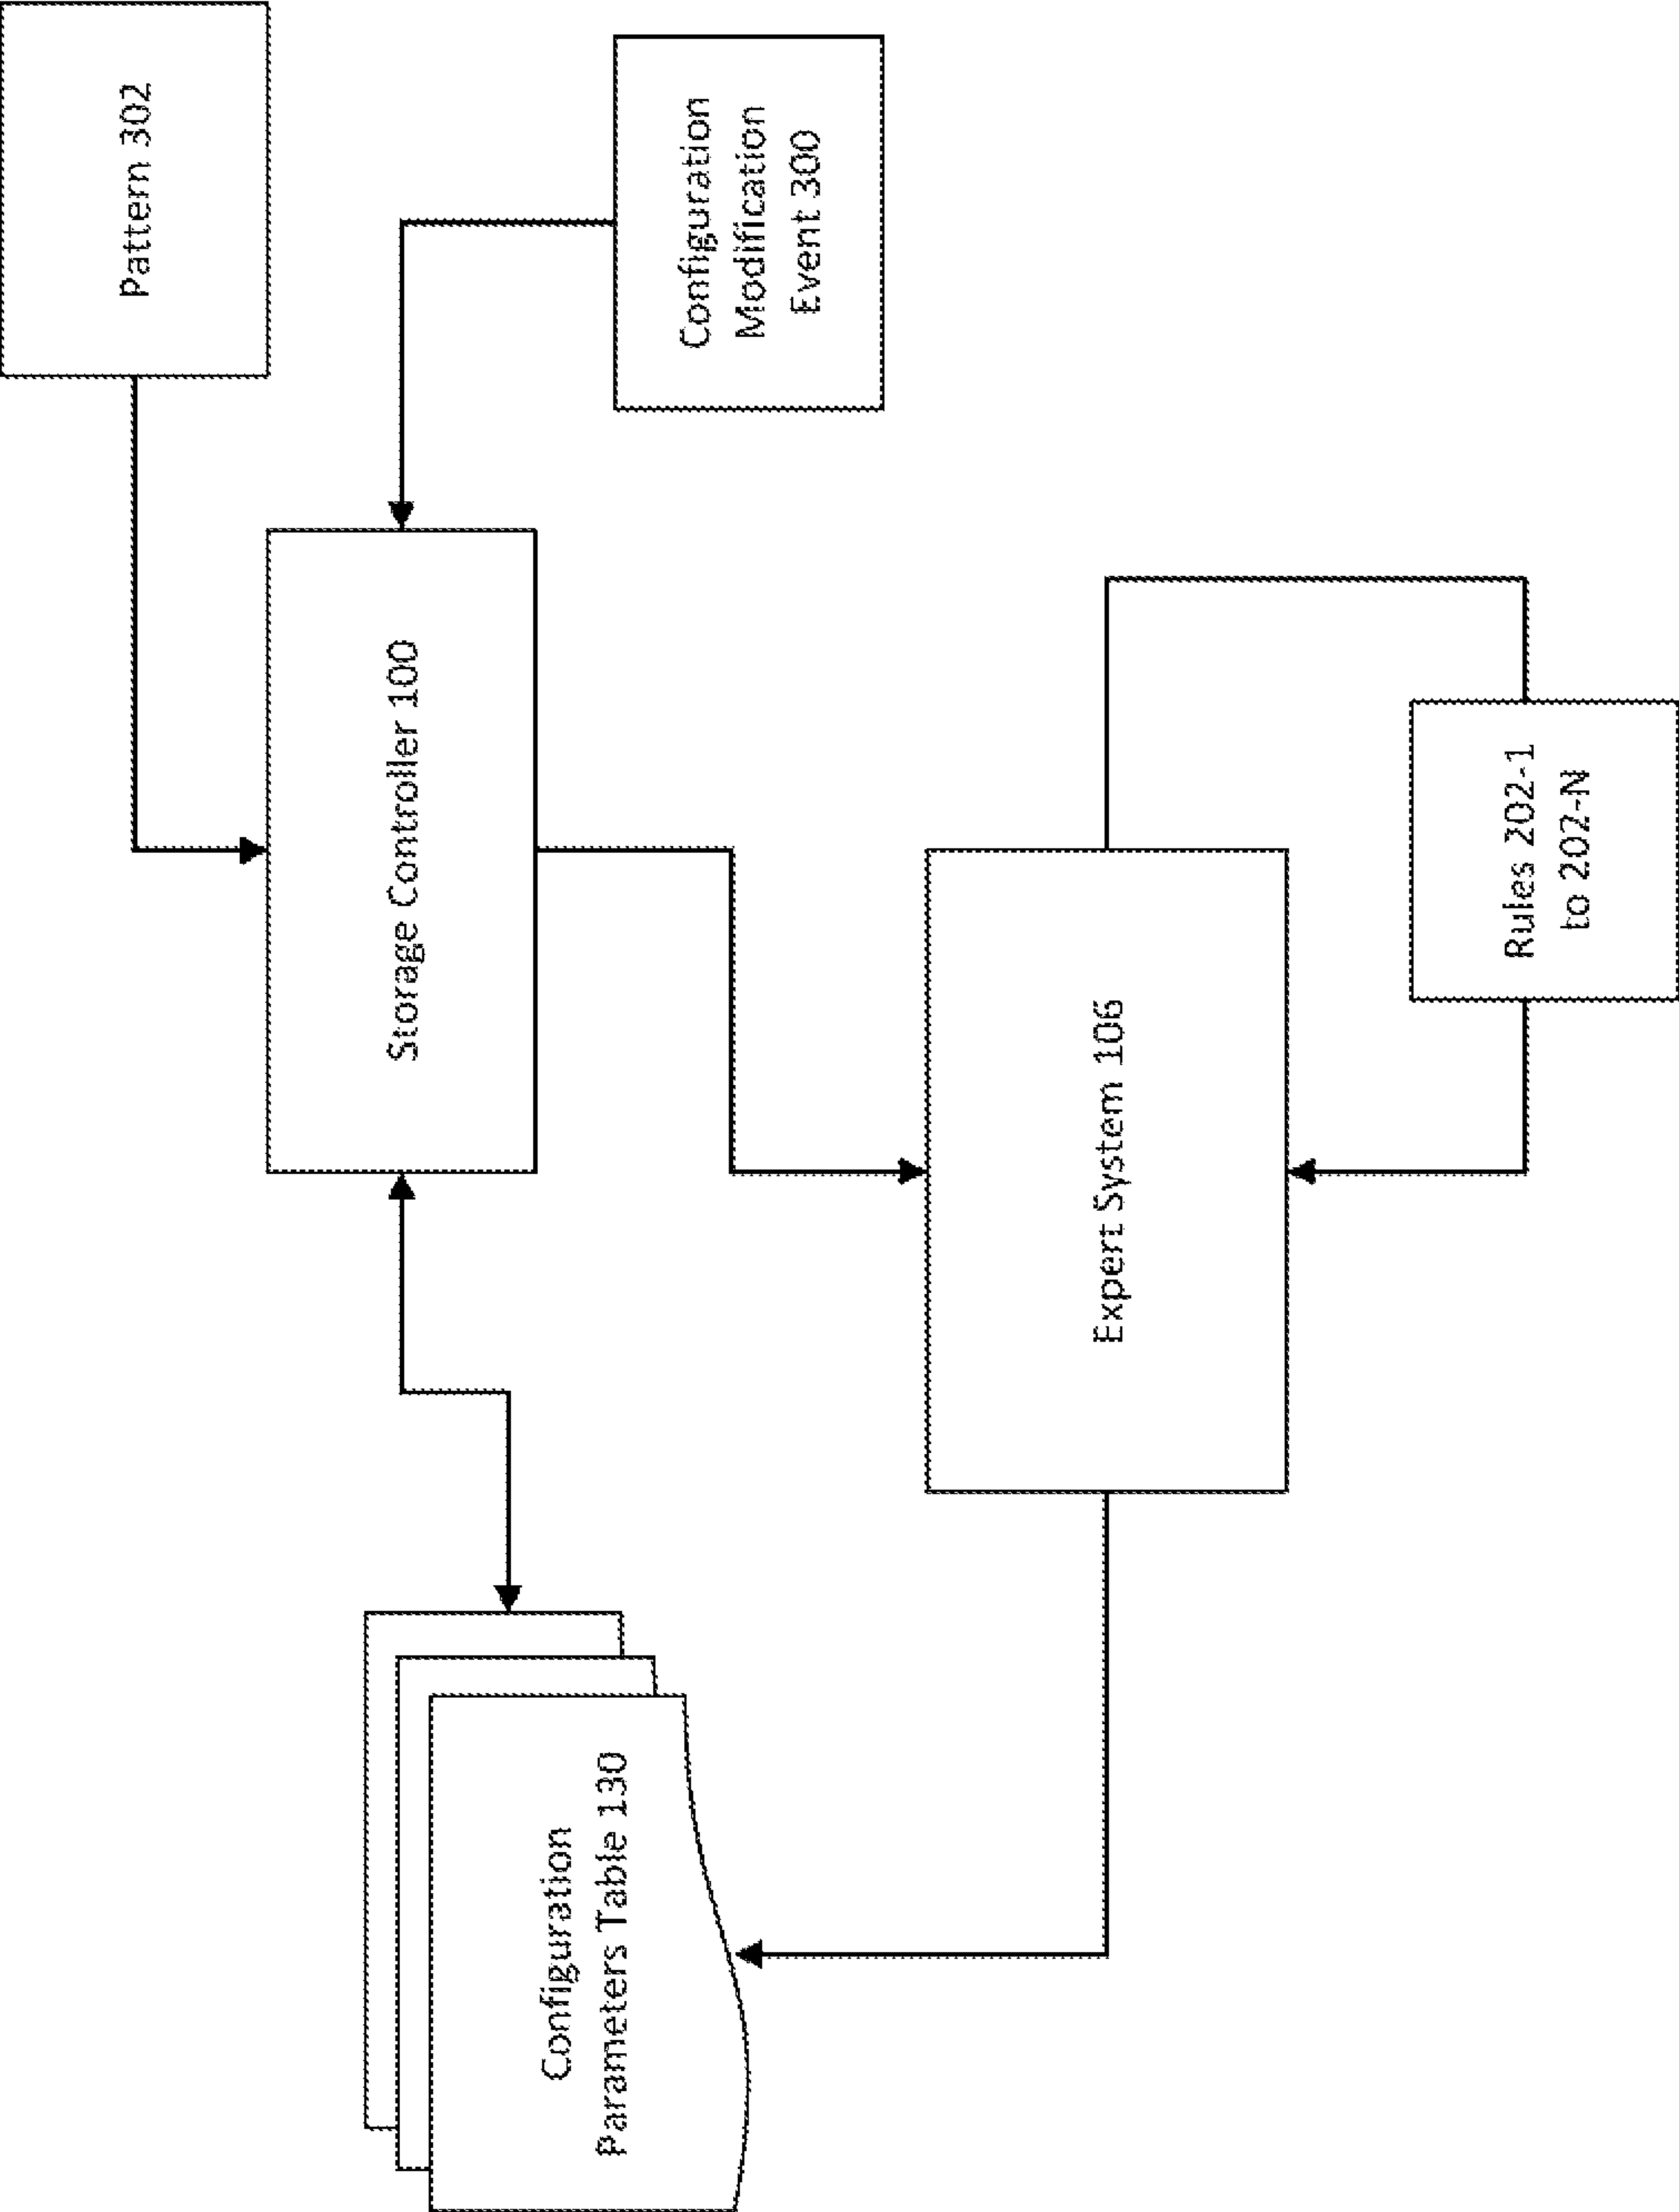 Pattern 302
Configuration
Modification
Event 300
Storage Controller 100
Configuration
Parameters Table 130
Expert System 106
Rules 202-1
to 202-N